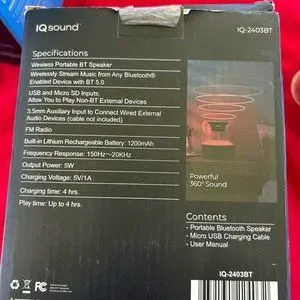 IQ sound
IQ-2403BT
Specifications
Wireless Portable BT Speaker
Wirelessly Stream Music from Any Bluetooth®
Enabled Device with BT 5.0
USB and Micro SD Inputs:
Allow You to Play Non-BT External Devices
3.5mm Auxiliary Input to Connect Wired External
Audio Devices (cable not included)
FM Radio
Built-in Lithium Rechargeable Battery: 1200mAh
Frequency Response: 150Hz~20KHz
Output Power: 5W
Charging Voltage: 5V/1A
Charging time: 4 hrs.
Play time: Up to 4 hrs.
Powerful
360° Sound
Contents
- Portable Bluetooth Speaker
- Micro USB Charging Cable
- User Manual
IQ-2403BT